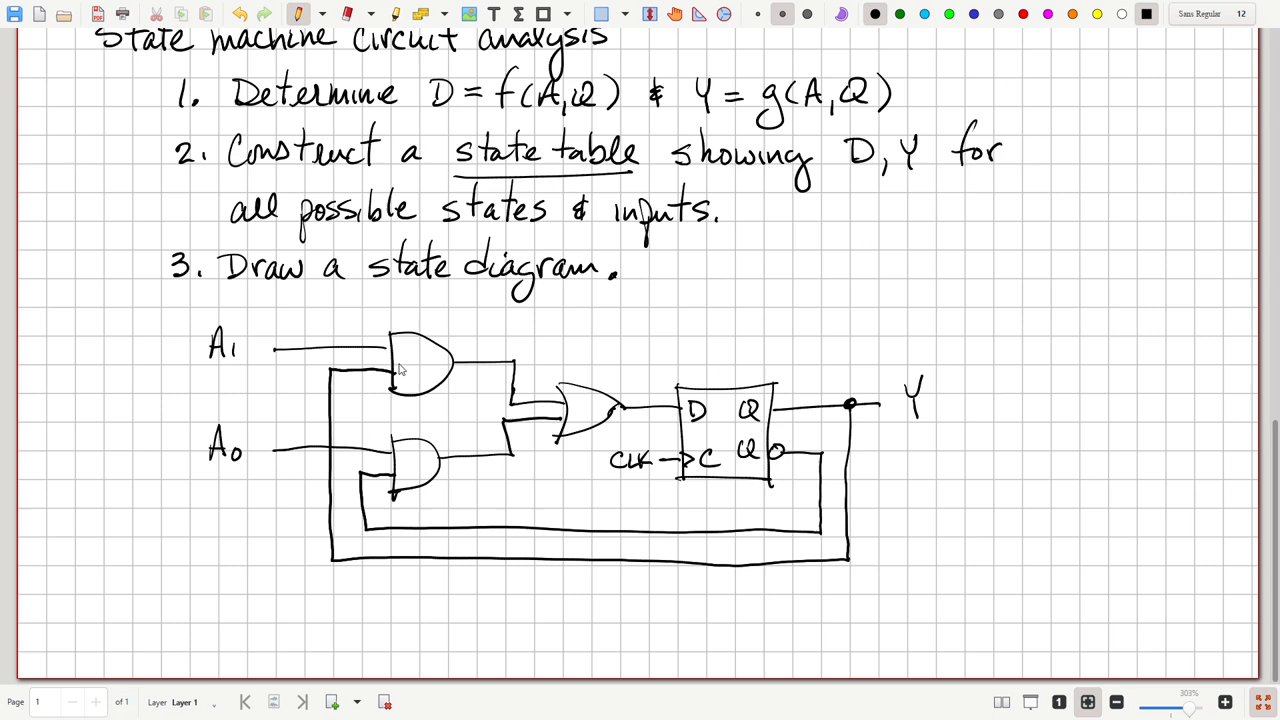 Sans Regular 12
State machine circuit analysis
1. Determine D = f(A,Q) & Y = g(A,Q)
2. Construct a state table showing D, Y for
all possible states & inputs.
3. Draw a state diagram.
A1
A0
D Q
CLK C Q
Y
Page 1 of 1 Layer Layer 1 303%